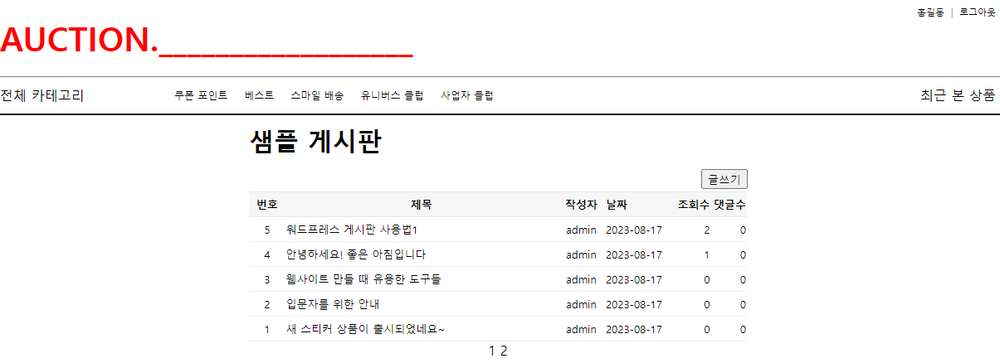 홍길동 | 로그아웃
AUCTION.__________________
전체 카테고리 쿠폰 포인트 베스트 스마일 배송 유니버스 클럽 사업자 클럽 최근 본 상품
샘플 게시판
글쓰기
번호 제목 작성자 날짜 조회수 댓글수
5 워드프레스 게시판 사용법1 admin 2023-08-17 2 0
4 안녕하세요! 좋은 아침입니다 admin 2023-08-17 1 0
3 웹사이트 만들 때 유용한 도구들 admin 2023-08-17 0 0
2 입문자를 위한 안내 admin 2023-08-17 0 0
1 새 스티커 상품이 출시되었네요~ admin 2023-08-17 0 0
1 2